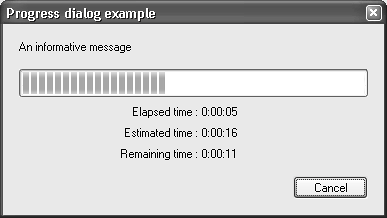 Progress dialog example
An informative message
Elapsed time : 0:00:05
Estimated time : 0:00:16
Remaining time : 0:00:11
Cancel